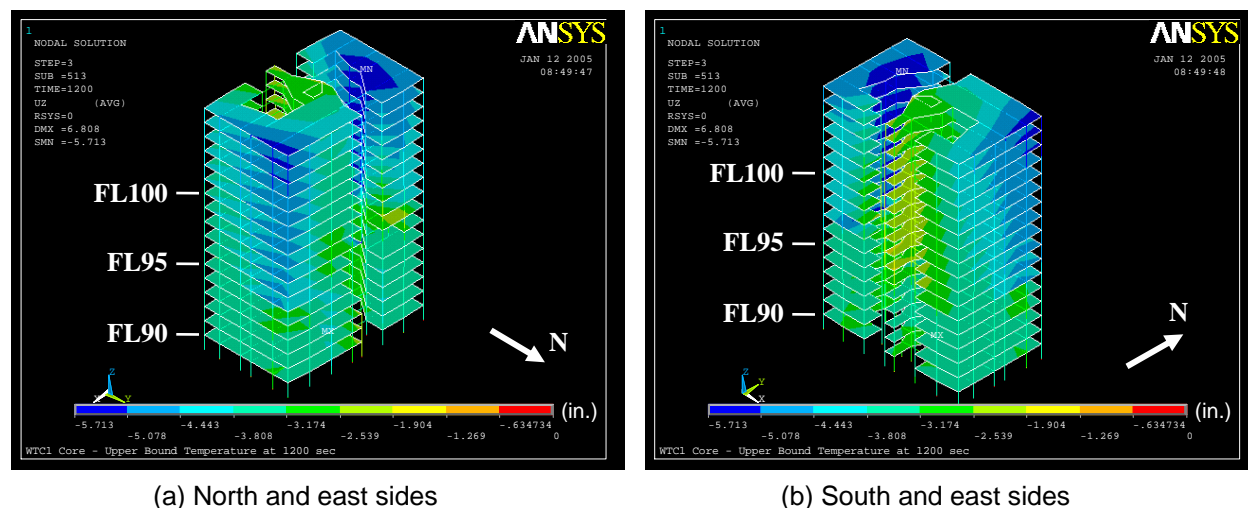 1
NODAL SOLUTION
STEP=3
SUB =513
TIME=1200
UZ (AVG)
RSYS=0
DMX =6.808
SMN =-5.713
ANSYS
JAN 12 2005
08:49:47
MN
FL100
FL95
FL90
MX
N
Z
X Y
-5.713 -4.443 -3.174 -1.904 -.634734
-5.078 -3.808 -2.539 -1.269 0
(in.)
WTC1 Core - Upper Bound Temperature at 1200 sec
(a) North and east sides
1
NODAL SOLUTION
STEP=3
SUB =513
TIME=1200
UZ (AVG)
RSYS=0
DMX =6.808
SMN =-5.713
ANSYS
JAN 12 2005
08:49:48
MN
FL100
FL95
FL90
MX
N
Z
Y
X
-5.713 -4.443 -3.174 -1.904 -.634734
-5.078 -3.808 -2.539 -1.269 0
(in.)
WTC1 Core - Upper Bound Temperature at 1200 sec
(b) South and east sides